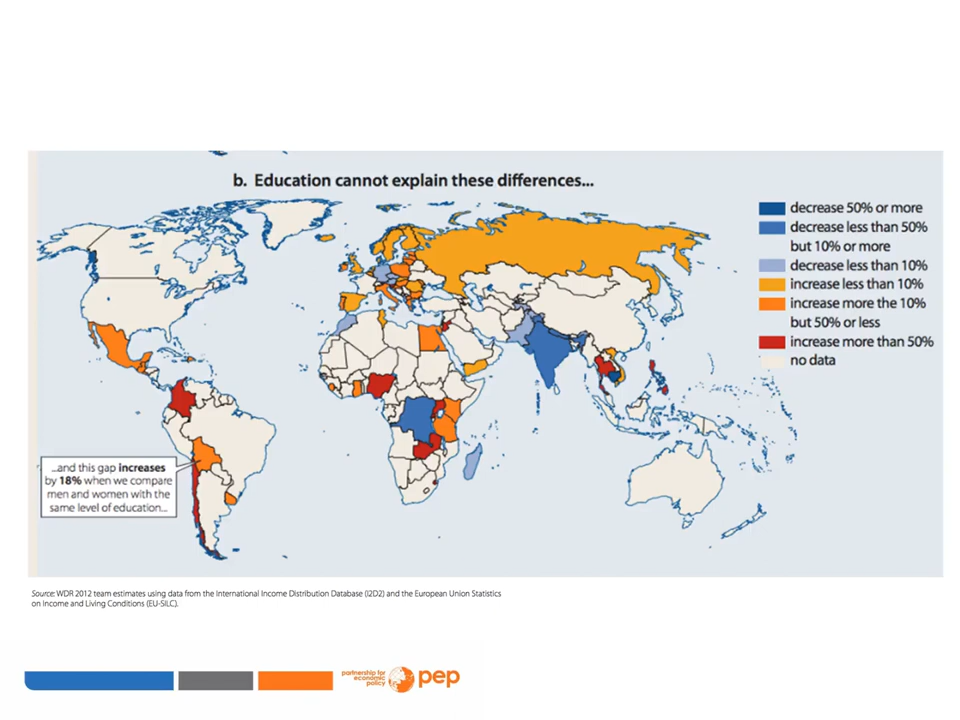 b. Education cannot explain these differences...
decrease 50% or more
decrease less than 50%
but 10% or more
decrease less than 10%
increase less than 10%
increase more the 10%
but 50% or less
increase more than 50%
no data
...and this gap increases
by 18% when we compare
men and women with the
same level of education...
Source: WDR 2012 team estimates using data from the International Income Distribution Database (I2D2) and the European Union Statistics
on Income and Living Conditions (EU-SILC).
partnership for
economic
policy
pep